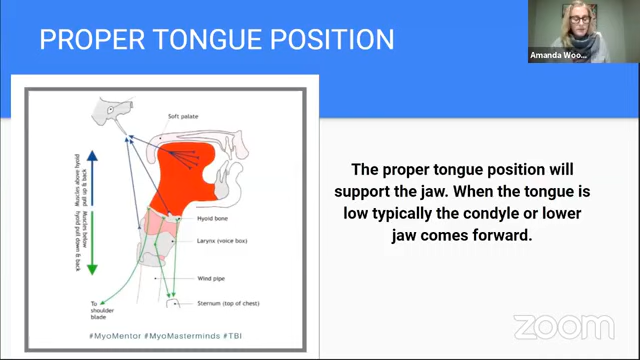 PROPER TONGUE POSITION
Amanda Woo...
Soft palate
Muscles above hyoid
pull up & back
Muscles below
hyoid pull down & back
Hyoid bone
Larynx (voice box)
Wind pipe
To
shoulder
blade
Sternum (top of chest)
#MyoMentor #MyoMasterminds #TBI
The proper tongue position will
support the jaw. When the tongue is
low typically the condyle or lower
jaw comes forward.
zoom